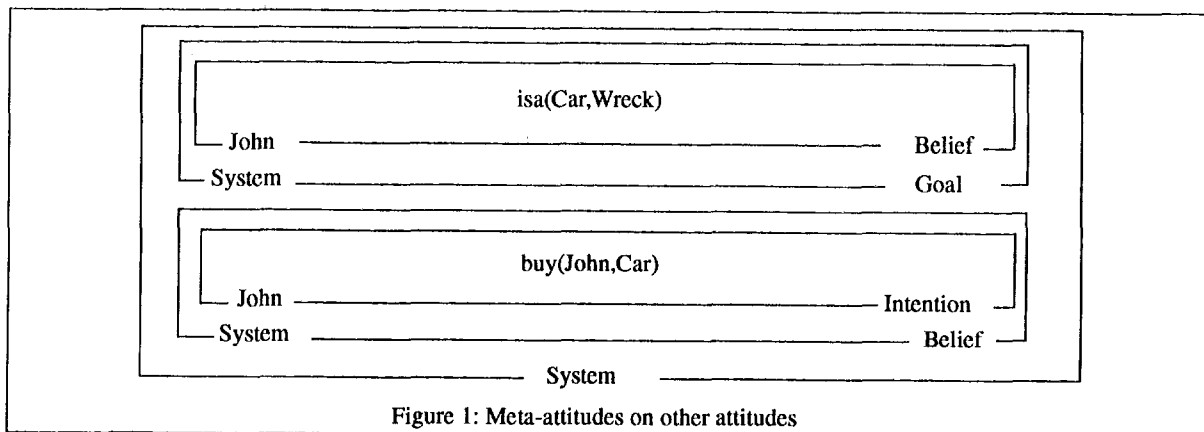 isa(Car,Wreck)
John Belief
System Goal
buy(John,Car)
John Intention
System Belief
System
Figure 1: Meta-attitudes on other attitudes